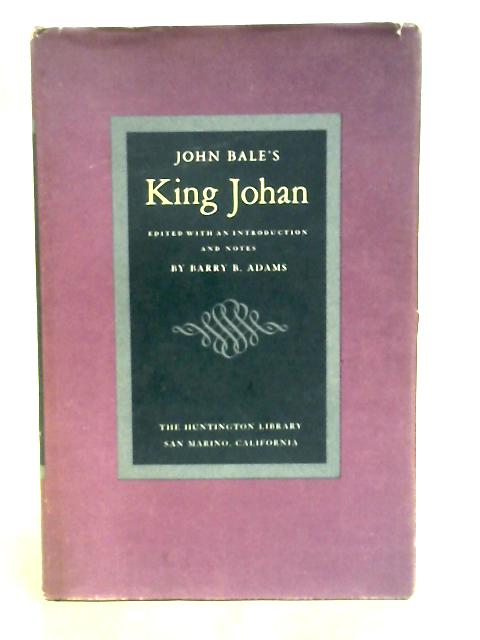 JOHN BALE'S
King Johan
EDITED WITH AN INTRODUCTION
AND NOTES
BY BARRY B. ADAMS
THE HUNTINGTON LIBRARY
SAN MARINO, CALIFORNIA